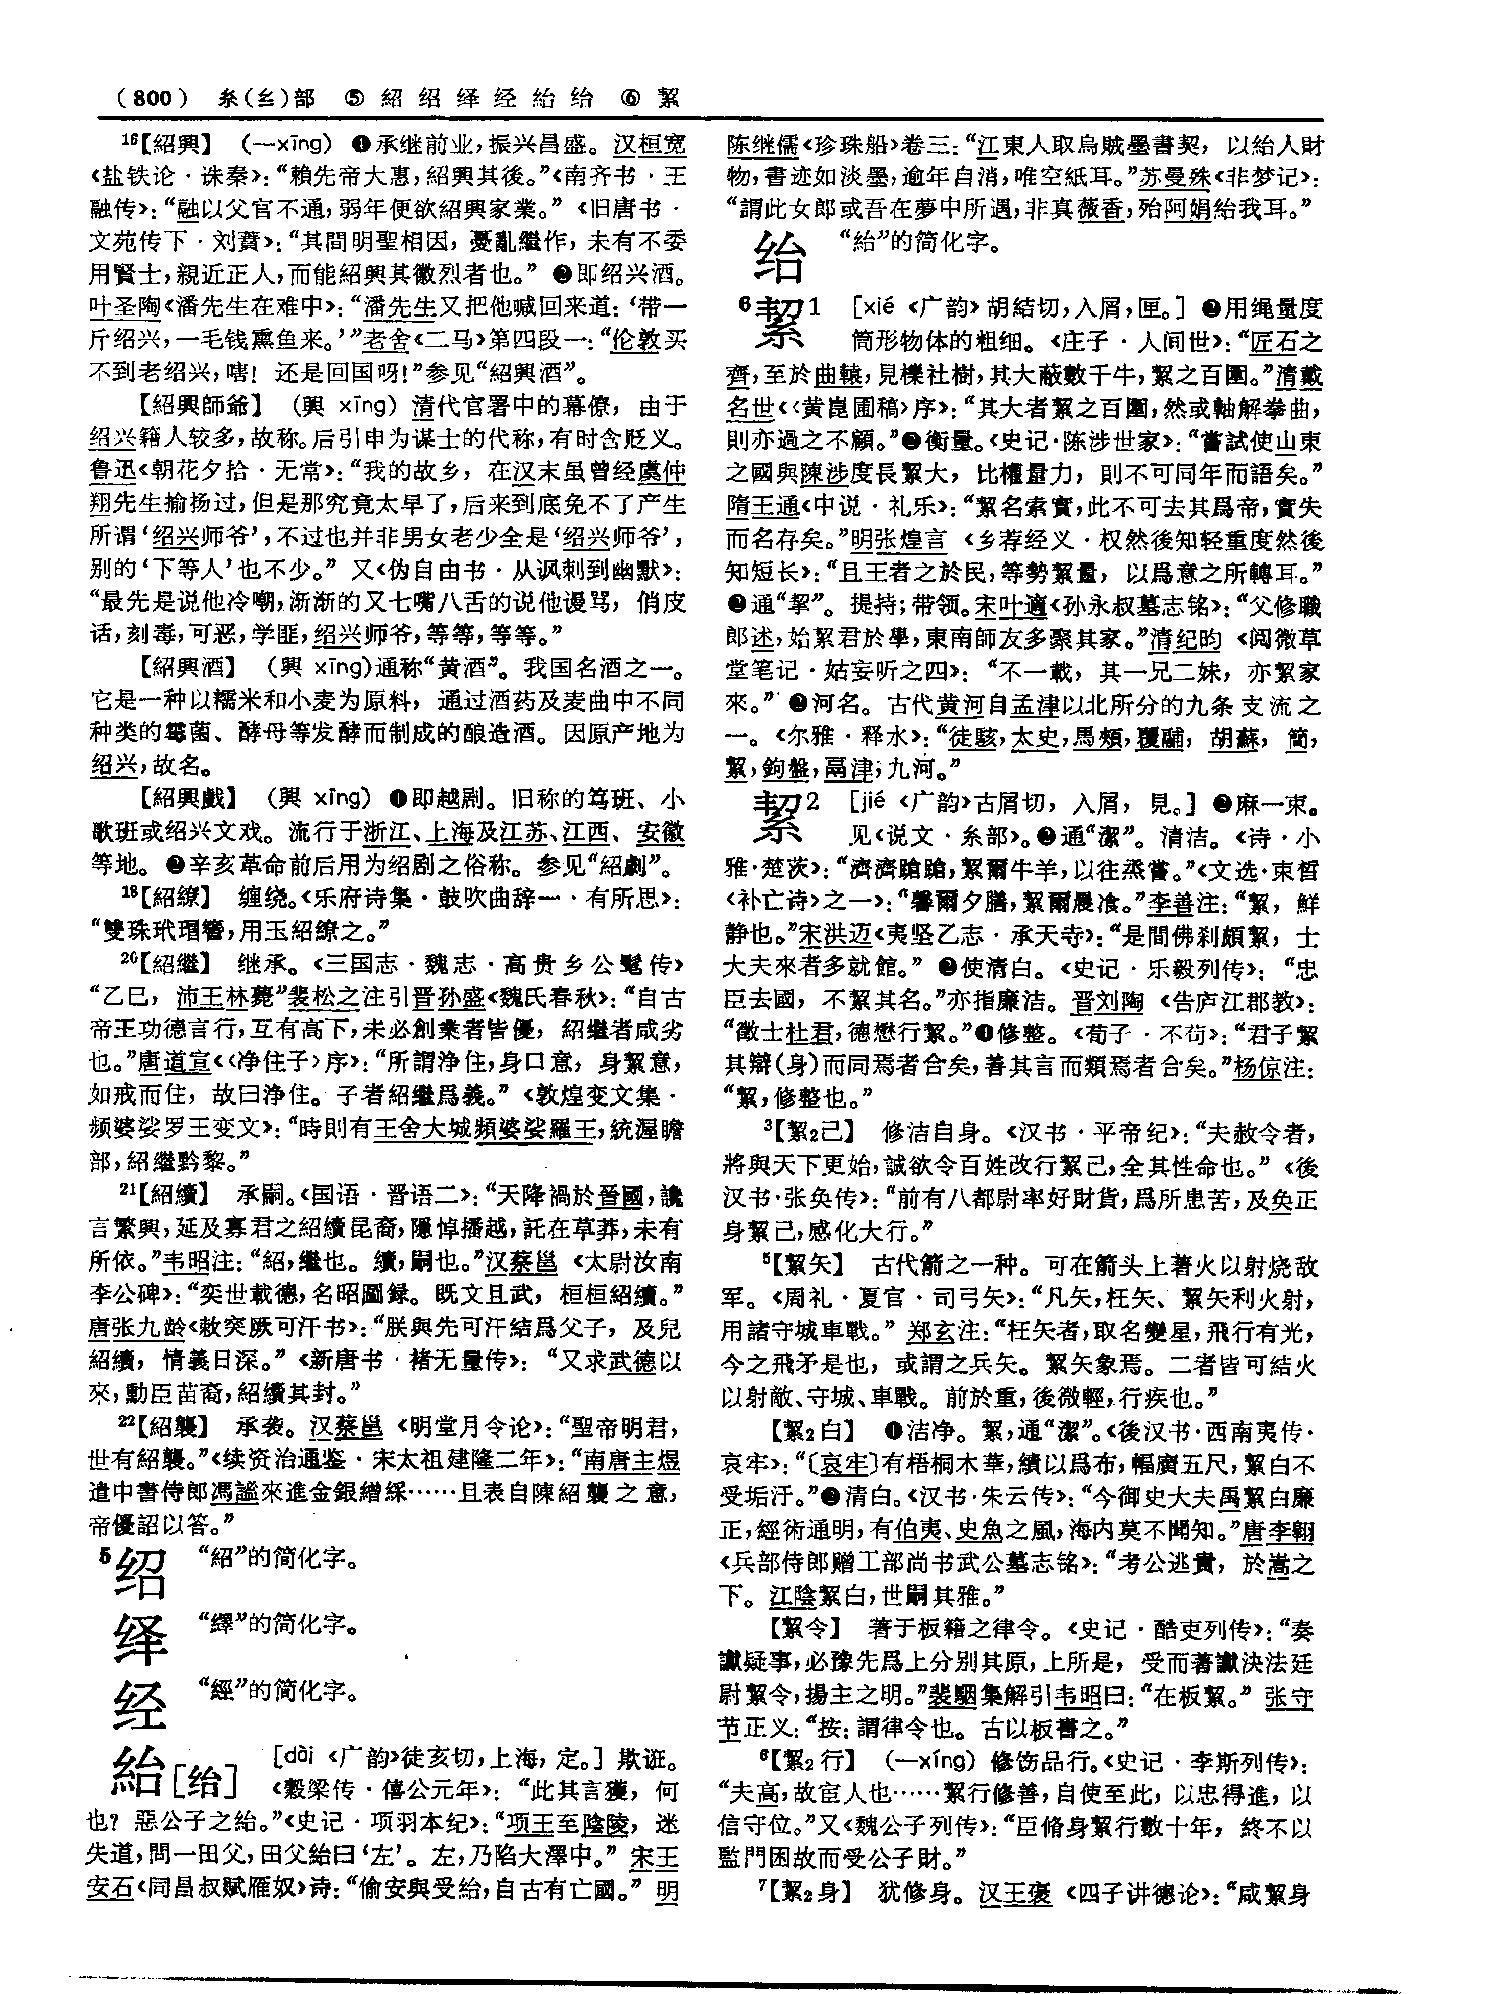 （800） 糸（纟）部 ⑤ 紹 绍 绎 经 紿 绐 ⑥ 絜
16【紹興】 （—xīng）❶承继前业，振兴昌盛。汉桓宽
《盐铁论·诛秦》：“賴先帝大惠，紹興其後。”《南齐书·王
融传》：“融以父官不通，弱年便欲紹興家業。”《旧唐书·
文苑传下·刘蕡》：“其間明聖相因，憂亂繼作，未有不委
用賢士，親近正人，而能紹興其徽烈者也。”❷即绍兴酒。
叶圣陶《潘先生在难中》：“潘先生又把他喊回来道：‘带一
斤绍兴，一毛钱熏鱼来。’”老舍《二马》第四段一：“伦敦买
不到老绍兴，嘻！还是回国呀！”参见“紹興酒”。
【紹興師爺】 （興 xīng）清代官署中的幕僚，由于
绍兴籍人较多，故称。后引申为谋士的代称，有时含贬义。
鲁迅《朝花夕拾·无常》：“我的故乡，在汉末虽曾经虞仲
翔先生揄扬过，但是那究竟太早了，后来到底免不了产生
所谓‘绍兴师爷’，不过也并非男女老少全是‘绍兴师爷’，
别的‘下等人’也不少。”又《伪自由书·从讽刺到幽默》：
“最先是说他冷嘲，渐渐的又七嘴八舌的说他谩骂，俏皮
话，刻毒，可恶，学匪，绍兴师爷，等等，等等。”
【紹興酒】 （興 xīng）通称“黄酒”。我国名酒之一。
它是一种以糯米和小麦为原料，通过酒药及麦曲中不同
种类的霉菌、酵母等发酵而制成的酿造酒。因原产地为
绍兴，故名。
【紹興戲】 （興 xīng）❶即越剧。旧称的笃班、小
歌班或绍兴文戏。流行于浙江、上海及江苏、江西、安徽
等地。❷辛亥革命前后用为绍剧之俗称。参见“紹劇”。
18【紹繚】 缠绕。《乐府诗集·鼓吹曲辞一·有所思》：
“雙珠玳瑁簪，用玉紹繚之。”
20【紹繼】 继承。《三国志·魏志·高贵乡公髦传》
“乙巳，沛王林薨”裴松之注引晋孙盛《魏氏春秋》：“自古
帝王功德言行，互有高下，未必創業者皆優，紹繼者咸劣
也。”唐道宣《〈净住子〉序》：“所謂淨住，身口意，身絜意，
如戒而住，故曰淨住。子者紹繼爲義。”《敦煌变文集·
频婆娑罗王变文》：“時則有王舍大城頻婆娑羅王，統渥瞻
部，紹繼黔黎。”
21【紹續】 承嗣。《国语·晋语二》：“天降禍於晉國，讒
言繁興，延及寡君之紹續昆裔，隱悼播越，託在草莽，未有
所依。”韦昭注：“紹，繼也。續，嗣也。”汉蔡邕《太尉汝南
李公碑》：“奕世載德，名昭圖録。既文且武，桓桓紹續。”
唐张九龄《敕突厥可汗书》：“朕與先可汗結爲父子，及兒
紹續，情義日深。”《新唐书·褚无量传》：“又求武德以
來，勳臣苗裔，紹續其封。”
22【紹襲】 承袭。汉蔡邕《明堂月令论》：“聖帝明君，
世有紹襲。”《续资治通鉴·宋太祖建隆二年》：“南唐主煜
遣中書侍郎馮謐來進金銀繒綵……且表自陳紹襲之意，
帝優詔以答。”
5绍 “紹”的简化字。
绎 “繹”的简化字。
经 “經”的简化字。
紿［绐］ ［dài《广韵》徒亥切，上海，定。］欺诳。
《穀梁传·僖公元年》：“此其言獲，何
也？惡公子之紿。”《史记·项羽本纪》：“项王至陰陵，迷
失道，問一田父，田父紿曰‘左’。左，乃陷大澤中。”宋王
安石《同昌叔赋雁奴》诗：“偷安與受紿，自古有亡國。”明
陈继儒《珍珠船》卷三：“江東人取烏賊墨書契，以紿人財
物，書迹如淡墨，逾年自消，唯空紙耳。”苏曼殊《非梦记》：
“謂此女郎或吾在夢中所遇，非真薇香，殆阿娟紿我耳。”
绐 “紿”的简化字。
6絜1 ［xié《广韵》胡結切，入屑，匣。］❶用绳量度
筒形物体的粗细。《庄子·人间世》：“匠石之
齊，至於曲轅，見櫟社樹，其大蔽數千牛，絜之百圍。”清戴
名世《〈黄崑圃稿〉序》：“其大者絜之百圍，然或軸解拳曲，
則亦過之不顧。”❷衡量。《史记·陈涉世家》：“嘗試使山東
之國與陳涉度長絜大，比權量力，則不可同年而語矣。”
隋王通《中说·礼乐》：“絜名索實，此不可去其爲帝，實失
而名存矣。”明张煌言《乡荐经义·权然後知轻重度然後
知短长》：“且王者之於民，等勢絜量，以爲意之所轉耳。”
❸通“挈”。提持；带领。宋叶適《孙永叔墓志铭》：“父修職
郎述，始絜君於學，東南師友多聚其家。”清纪昀《阅微草
堂笔记·姑妄听之四》：“不一載，其一兄二妹，亦絜家
來。”❹河名。古代黄河自孟津以北所分的九条支流之
一。《尔雅·释水》：“徒駭，太史，馬頰，覆鬴，胡蘇，簡，
絜，鉤盤，鬲津；九河。”
絜2 ［jié《广韵》古屑切，入屑，見。］❶麻一束。
见《说文·糸部》。❷通“潔”。清洁。《诗·小
雅·楚茨》：“濟濟蹌蹌，絜爾牛羊，以往烝嘗。”《文选·束皙
〈补亡诗〉之一》：“馨爾夕膳，絜爾晨飡。”李善注：“絜，鮮
静也。”宋洪迈《夷坚乙志·承天寺》：“是間佛刹頗絜，士
大夫來者多就館。”❸使清白。《史记·乐毅列传》：“忠
臣去國，不絜其名。”亦指廉洁。晋刘陶《告庐江郡教》：
“徵士杜君，德懋行絜。”❹修整。《荀子·不苟》：“君子絜
其辯（身）而同焉者合矣，善其言而類焉者合矣。”杨倞注：
“絜，修整也。”
3【絜2己】 修洁自身。《汉书·平帝纪》：“夫赦令者，
將與天下更始，誠欲令百姓改行絜己，全其性命也。”《後
汉书·张奂传》：“前有八都尉率好財貨，爲所患苦，及奂正
身絜己，感化大行。”
5【絜矢】 古代箭之一种。可在箭头上著火以射烧敌
军。《周礼·夏官·司弓矢》：“凡矢，枉矢、絜矢利火射，
用諸守城車戰。”郑玄注：“枉矢者，取名變星，飛行有光，
今之飛矛是也，或謂之兵矢。絜矢象焉。二者皆可結火
以射敵、守城、車戰。前於重，後微輕，行疾也。”
【絜2白】 ❶洁净。絜，通“潔”。《後汉书·西南夷传·
哀牢》：“〔哀牢〕有梧桐木華，績以爲布，幅廣五尺，絜白不
受垢汙。”❷清白。《汉书·朱云传》：“今御史大夫禹絜白廉
正，經術通明，有伯夷、史魚之風，海内莫不聞知。”唐李翱
《兵部侍郎赠工部尚书武公墓志铭》：“考公逃責，於嵩之
下。江陰絜白，世嗣其雅。”
【絜令】 著于板籍之律令。《史记·酷吏列传》：“奏
讞疑事，必豫先爲上分别其原，上所是，受而著讞決法廷
尉絜令，揚主之明。”裴駰集解引韦昭曰：“在板絜。”张守
节正义：“按：謂律令也。古以板書之。”
6【絜2行】 （—xíng）修饬品行。《史记·李斯列传》：
“夫高，故宦人也……絜行修善，自使至此，以忠得進，以
信守位。”又《魏公子列传》：“臣脩身絜行數十年，終不以
監門困故而受公子財。”
7【絜2身】 犹修身。汉王褒《四子讲德论》：“咸絜身